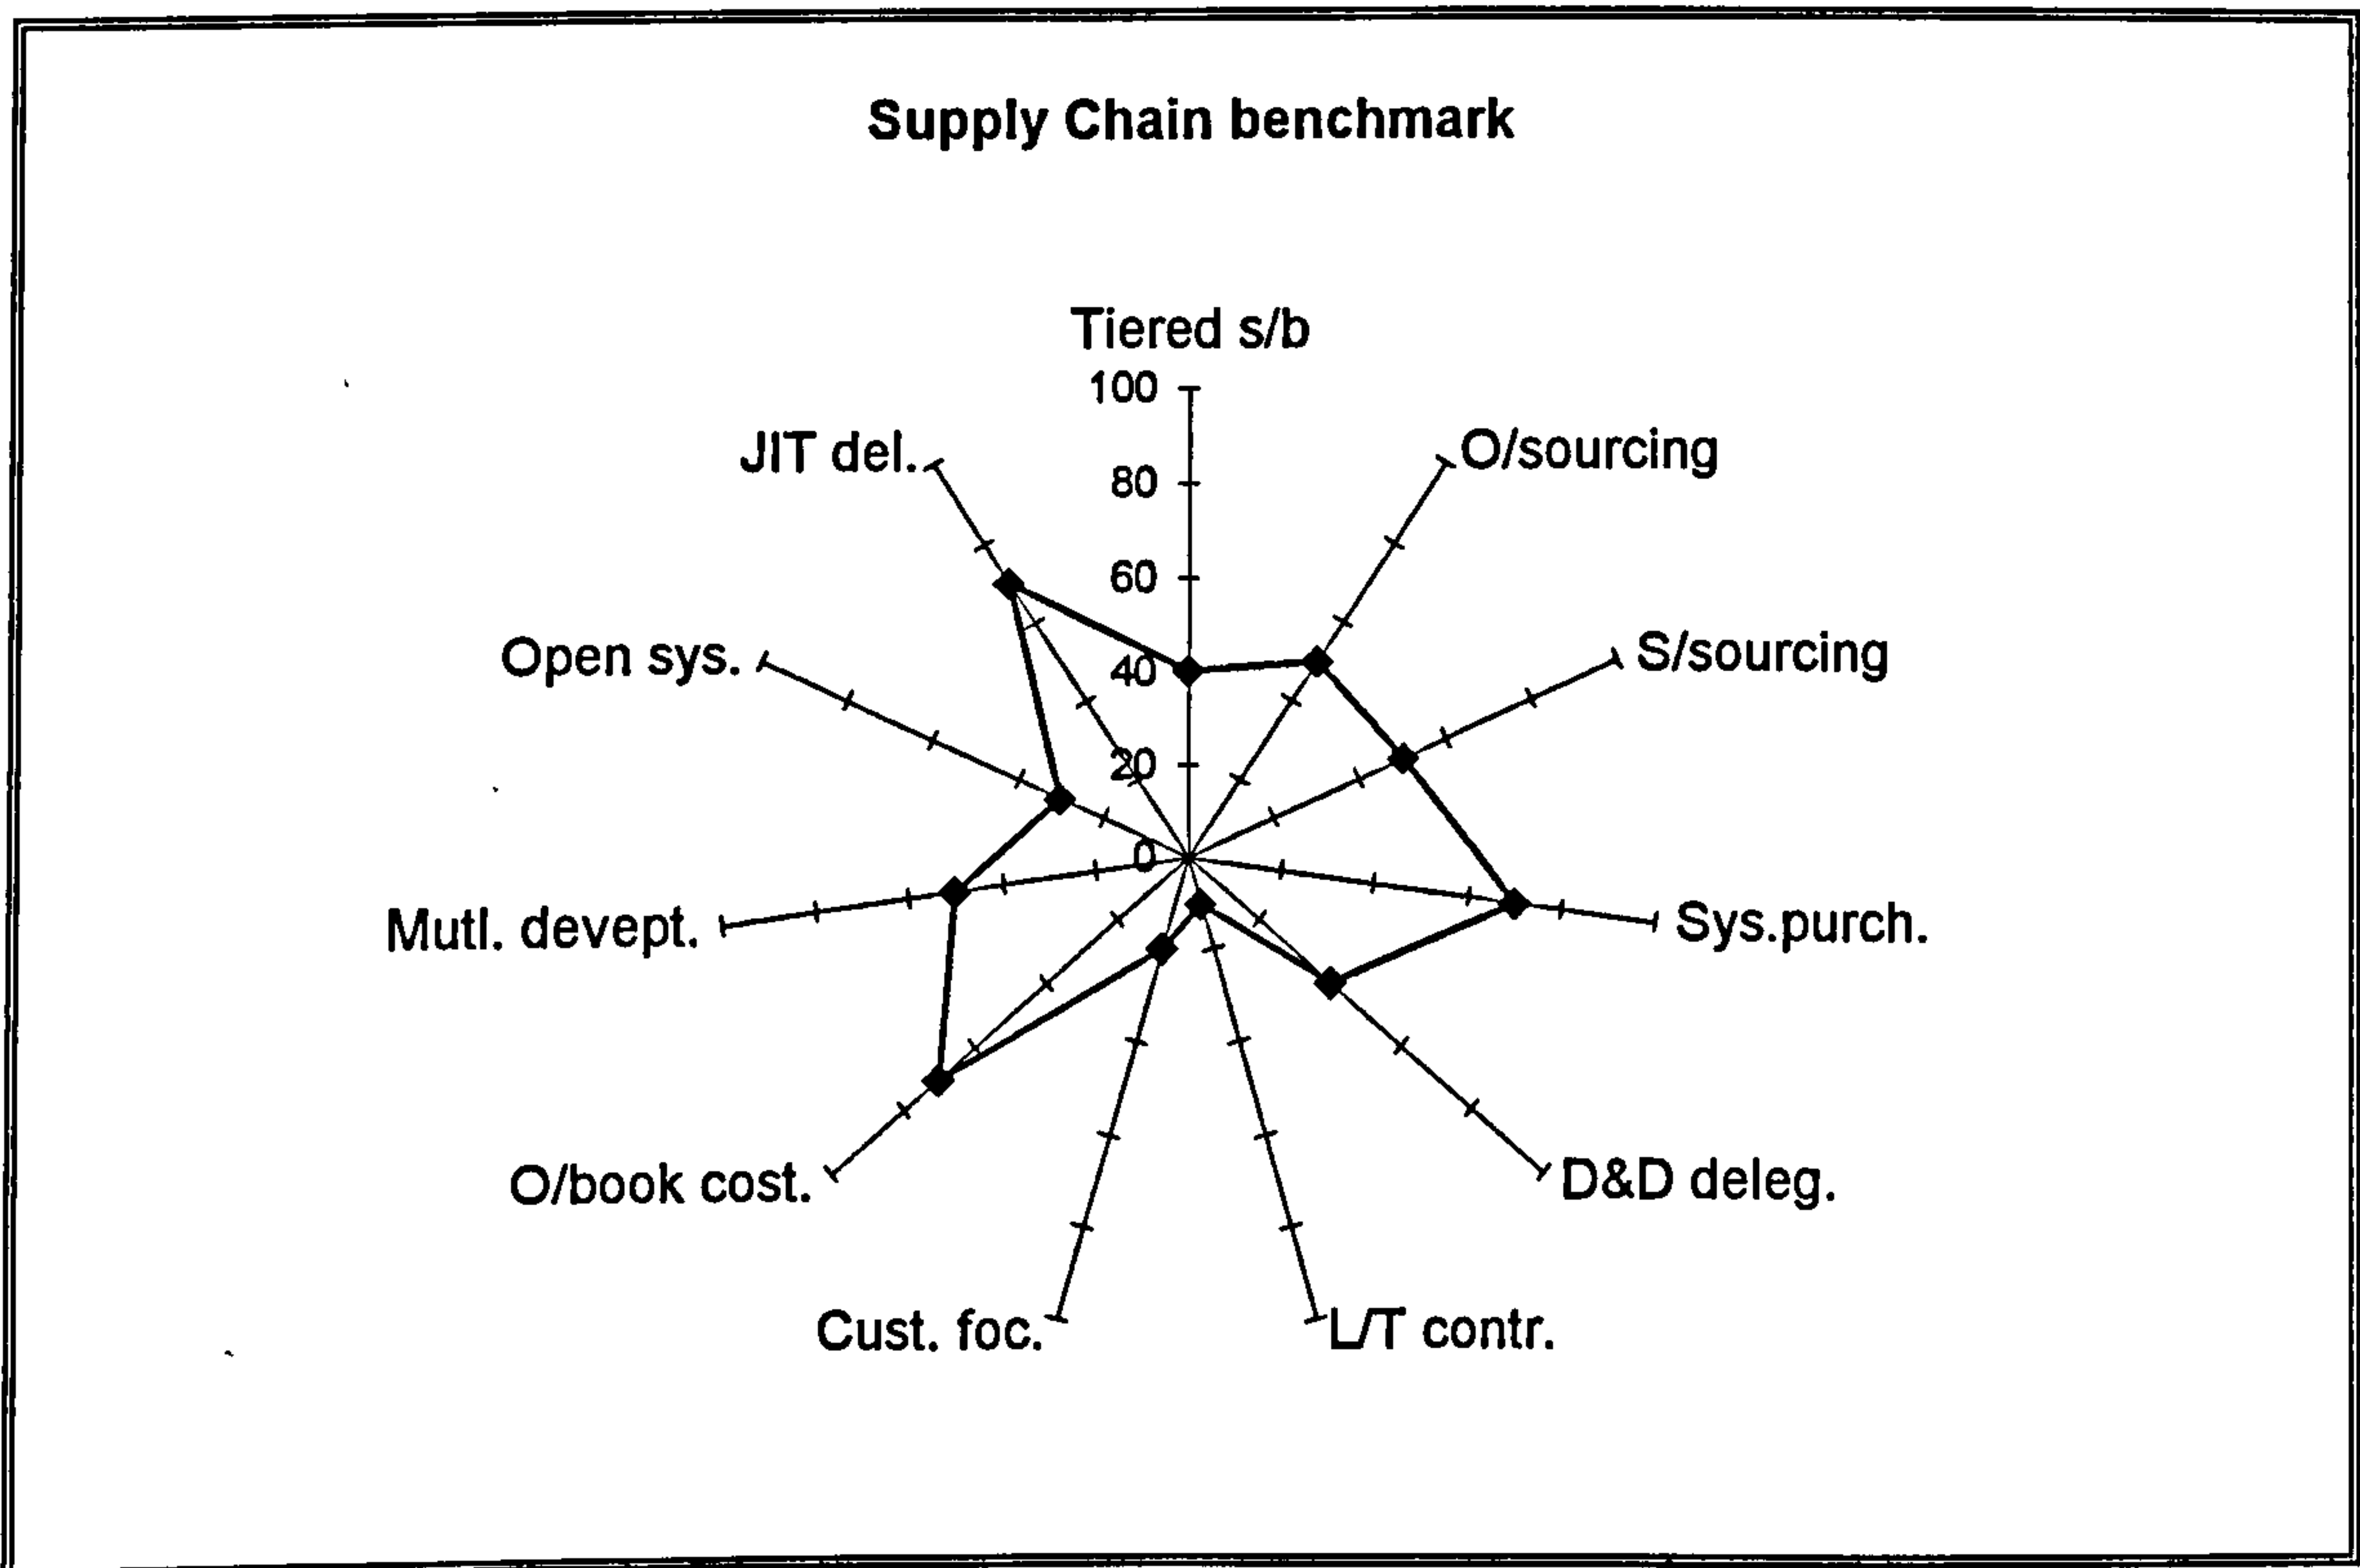 Supply Chain benchmark
Tiered s/b
100
80
60
40
20
0
O/sourcing
S/sourcing
Sys.purch.
D&D deleg.
L/T contr.
Cust. foc.
O/book cost.
Mutl. devept.
Open sys.
JIT del.